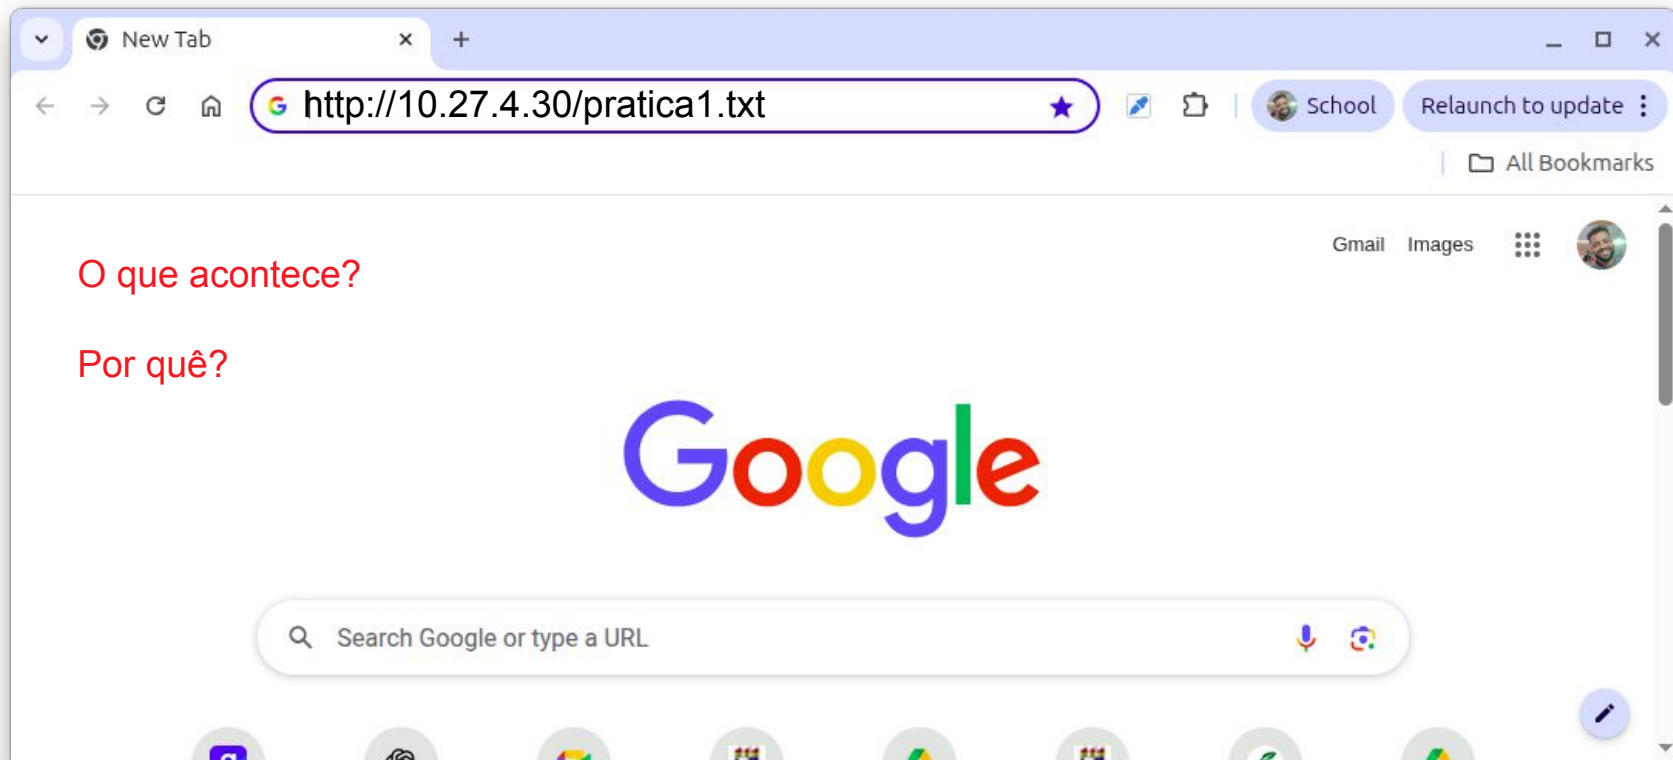 New Tab
http://10.27.4.30/pratica1.txt
School
Relaunch to update
All Bookmarks
Gmail Images
O que acontece?
Por quê?
Google
Search Google or type a URL